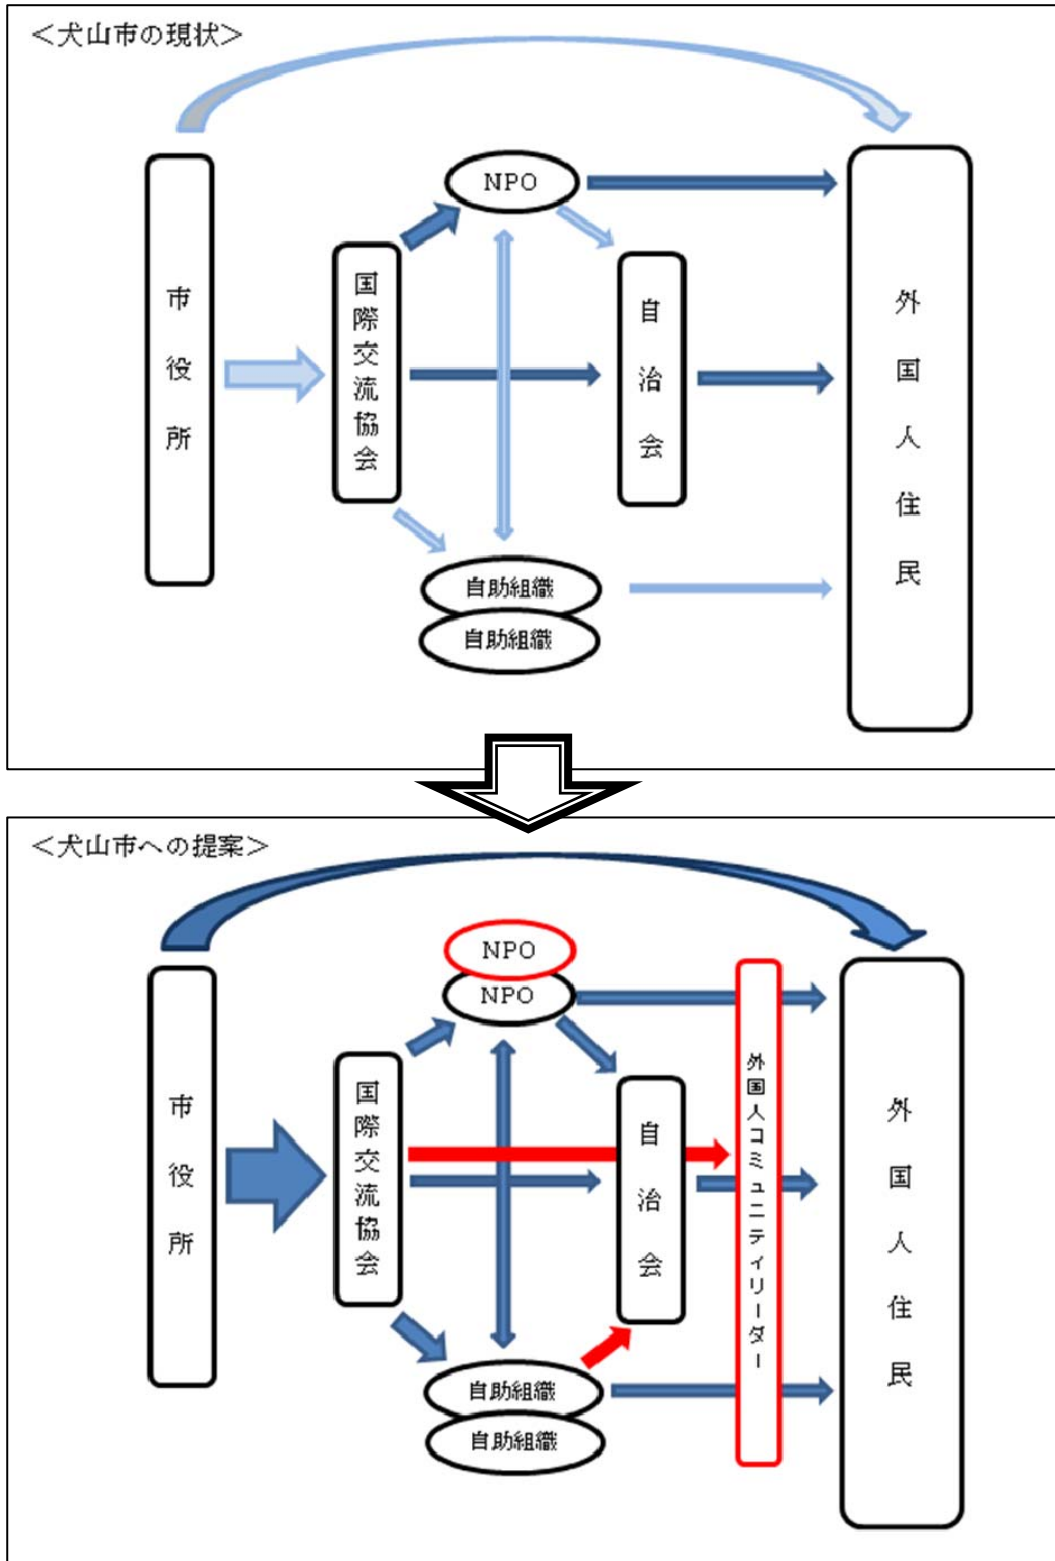 <犬山市の現状>
NPO
市役所
国際交流協会
自治会
外国人住民
自助組織
自助組織
<犬山市への提案>
NPO
NPO
市役所
国際交流協会
自治会
外国人コミュニティリーダー
外国人住民
自助組織
自助組織